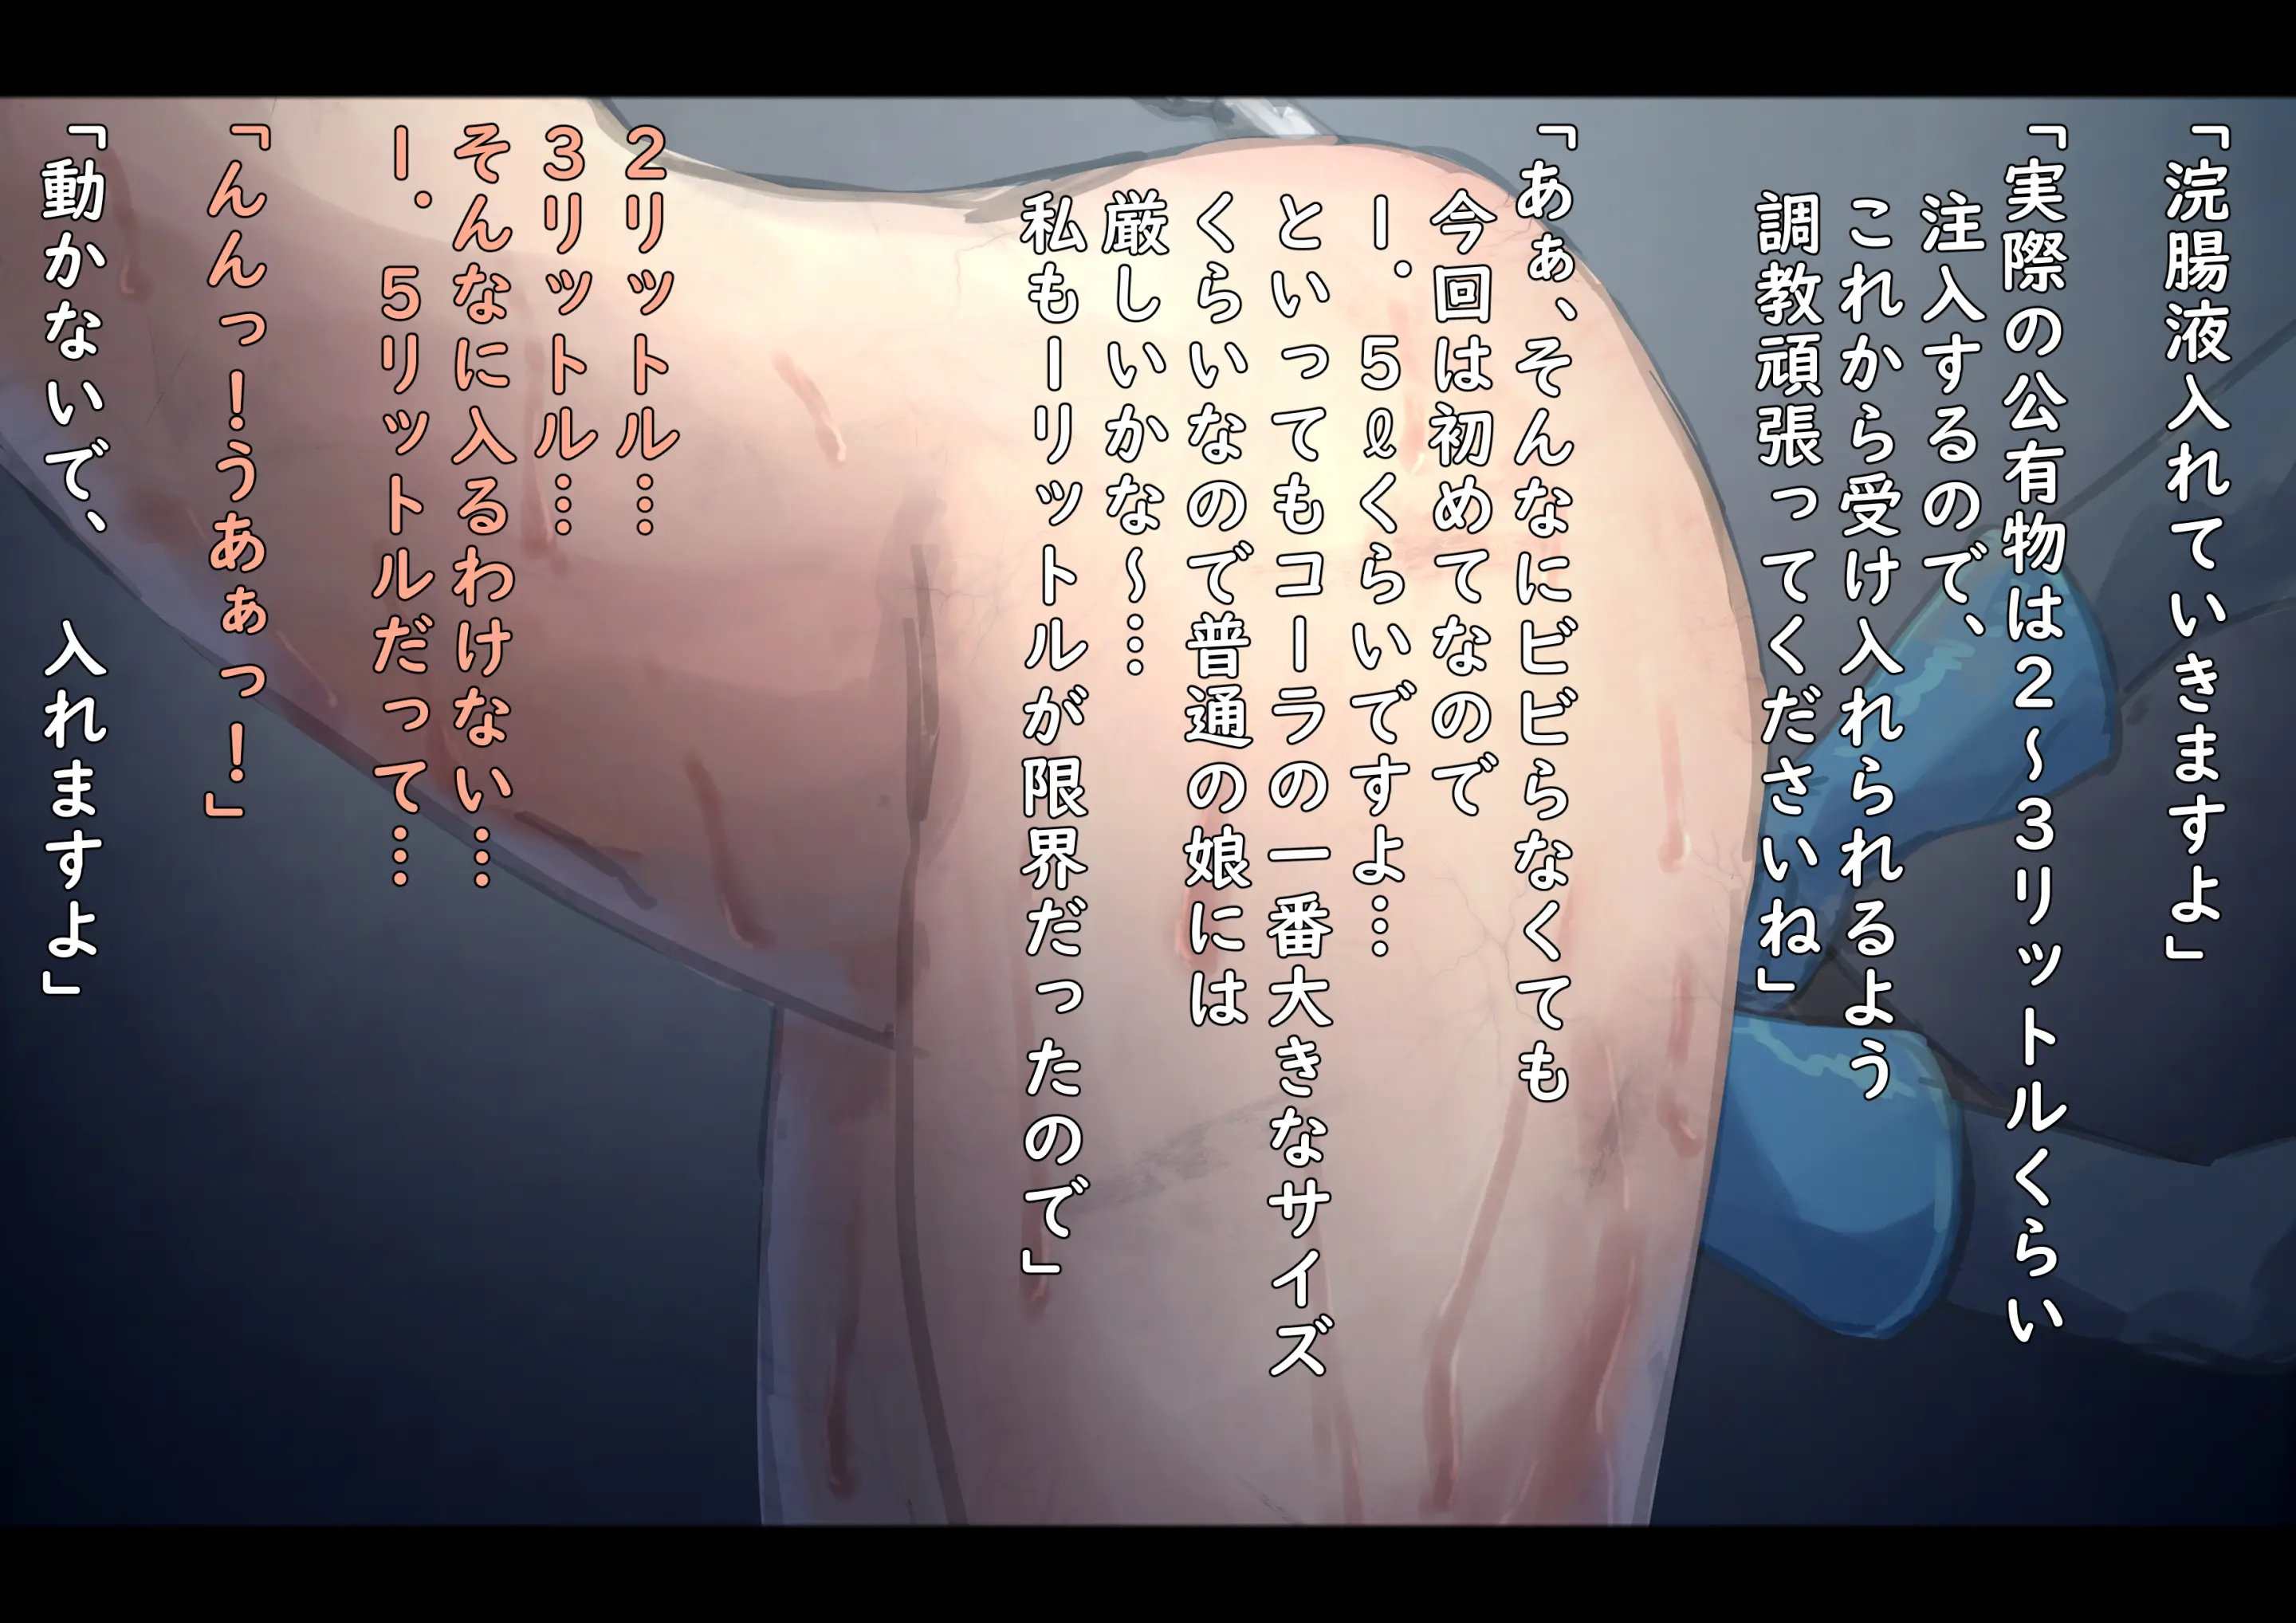 「浣腸液入れていきますよ」
「実際の公有物は2～3リットルくらい
注入するので、
これから受け入れられるよう
調教頑張ってくださいね」
「あぁ、そんなにビビらなくても
今回は初めてなので
1．5ℓくらいですよ…
といってもコーラの一番大きなサイズ
くらいなので普通の娘には
厳しいかな～…
私も一リットルが限界だったので」
2リットル…
3リットル…
そんなに入るわけない…
1．5リットルだって…
「んんっ！うあぁっ！」
「動かないで、　入れますよ」